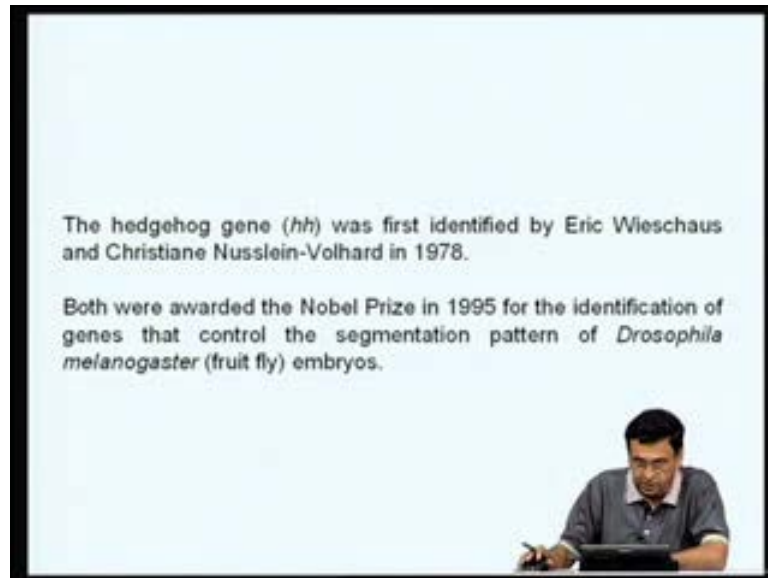 The hedgehog gene (hh) was first identified by Eric Wieschaus
and Christiane Nusslein-Volhard in 1978.
Both were awarded the Nobel Prize in 1995 for the identification of
genes that control the segmentation pattern of Drosophila
melanogaster (fruit fly) embryos.